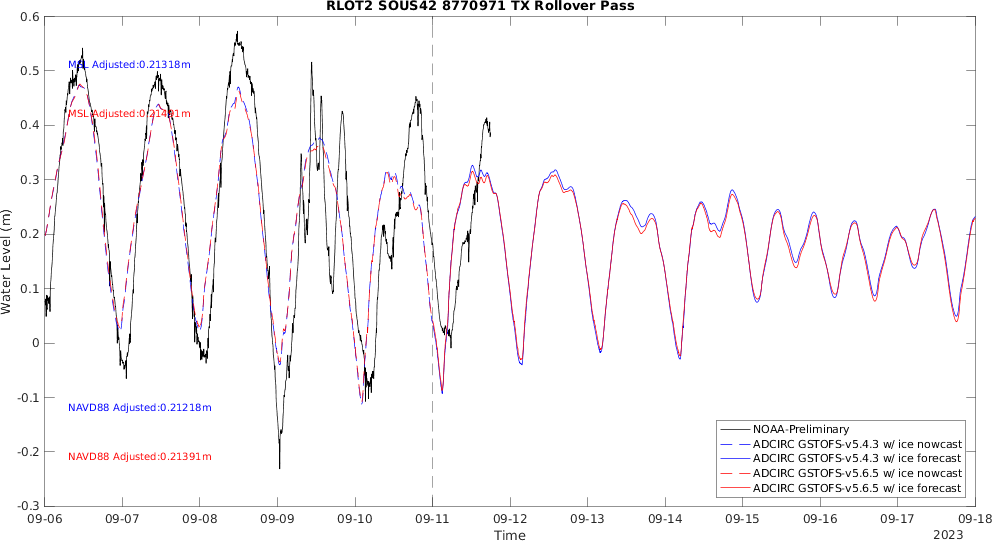 RLOT2 SOUS42 8770971 TX Rollover Pass
Water Level (m)
0.6
0.5
0.4
0.3
0.2
0.1
0
-0.1
-0.2
-0.3
MSL Adjusted:0.21318m
MSL Adjusted:0.21491m
NAVD88 Adjusted:0.21218m
NAVD88 Adjusted:0.21391m
NOAA-Preliminary
ADCIRC GSTOFS-v5.4.3 w/ ice nowcast
ADCIRC GSTOFS-v5.4.3 w/ ice forecast
ADCIRC GSTOFS-v5.6.5 w/ ice nowcast
ADCIRC GSTOFS-v5.6.5 w/ ice forecast
09-06 09-07 09-08 09-09 09-10 09-11 09-12 09-13 09-14 09-15 09-16 09-17 09-18
Time
2023